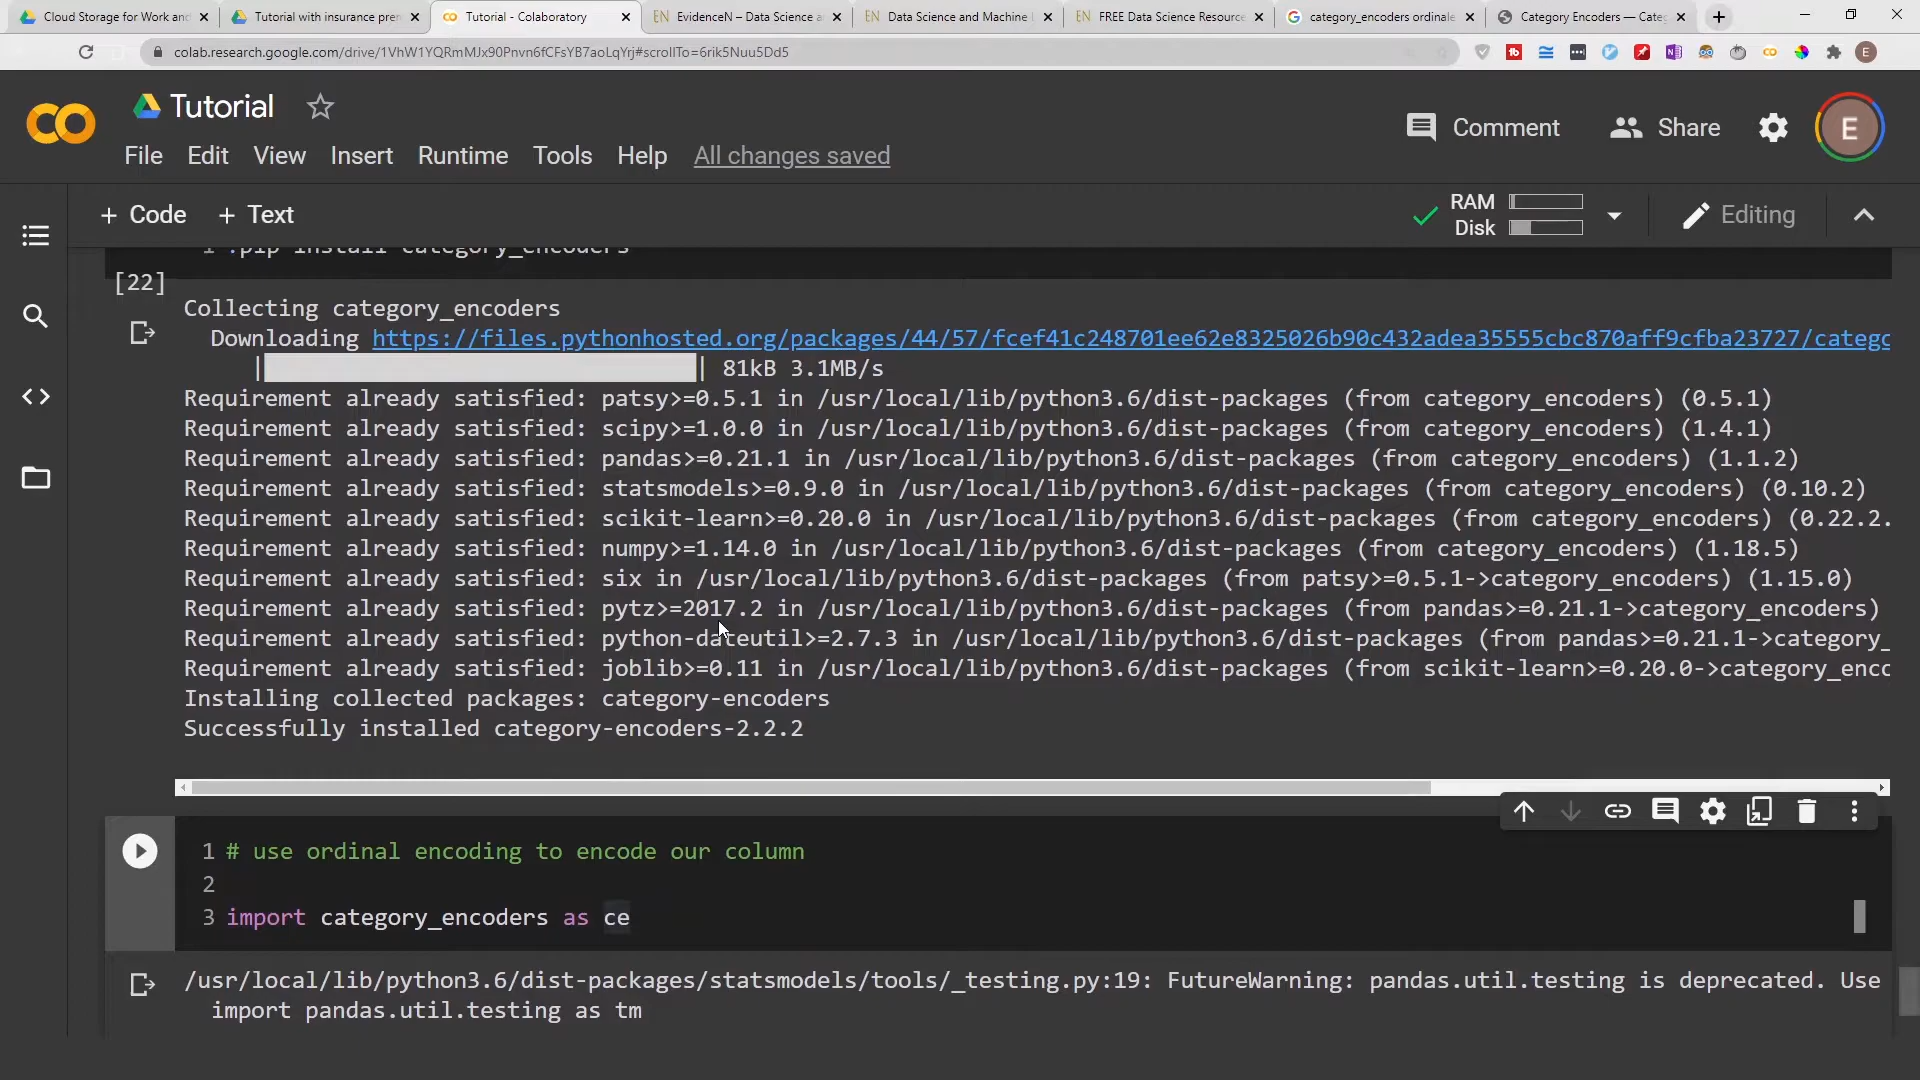 Cloud Storage for Work and
Tutorial with insurance pre
Tutorial - Colaboratory
EN EvidenceN – Data Science a
EN Data Science and Machine
EN FREE Data Science Resource
category_encoders ordinale
Category Encoders — Cate
colab.research.google.com/drive/1VhW1YQRmMJx90Pnvn6fCFsYB7aoLqYrj#scrollTo=6rik5Nuu5Dd5
E
CO
Tutorial
Comment
Share
E
File Edit View Insert Runtime Tools Help All changes saved
+ Code + Text
RAM
Disk
Editing
1 !pip install category_encoders
[22]
Collecting category_encoders
Downloading https://files.pythonhosted.org/packages/44/57/fcef41c248701ee62e8325026b90c432adea35555cbc870aff9cfba23727/catego
81kB 3.1MB/s
Requirement already satisfied: patsy>=0.5.1 in /usr/local/lib/python3.6/dist-packages (from category_encoders) (0.5.1)
Requirement already satisfied: scipy>=1.0.0 in /usr/local/lib/python3.6/dist-packages (from category_encoders) (1.4.1)
Requirement already satisfied: pandas>=0.21.1 in /usr/local/lib/python3.6/dist-packages (from category_encoders) (1.1.2)
Requirement already satisfied: statsmodels>=0.9.0 in /usr/local/lib/python3.6/dist-packages (from category_encoders) (0.10.2)
Requirement already satisfied: scikit-learn>=0.20.0 in /usr/local/lib/python3.6/dist-packages (from category_encoders) (0.22.2.
Requirement already satisfied: numpy>=1.14.0 in /usr/local/lib/python3.6/dist-packages (from category_encoders) (1.18.5)
Requirement already satisfied: six in /usr/local/lib/python3.6/dist-packages (from patsy>=0.5.1->category_encoders) (1.15.0)
Requirement already satisfied: pytz>=2017.2 in /usr/local/lib/python3.6/dist-packages (from pandas>=0.21.1->category_encoders)
Requirement already satisfied: python-dateutil>=2.7.3 in /usr/local/lib/python3.6/dist-packages (from pandas>=0.21.1->category_
Requirement already satisfied: joblib>=0.11 in /usr/local/lib/python3.6/dist-packages (from scikit-learn>=0.20.0->category_enco
Installing collected packages: category-encoders
Successfully installed category-encoders-2.2.2
1 # use ordinal encoding to encode our column
2
3 import category_encoders as ce
/usr/local/lib/python3.6/dist-packages/statsmodels/tools/_testing.py:19: FutureWarning: pandas.util.testing is deprecated. Use
import pandas.util.testing as tm